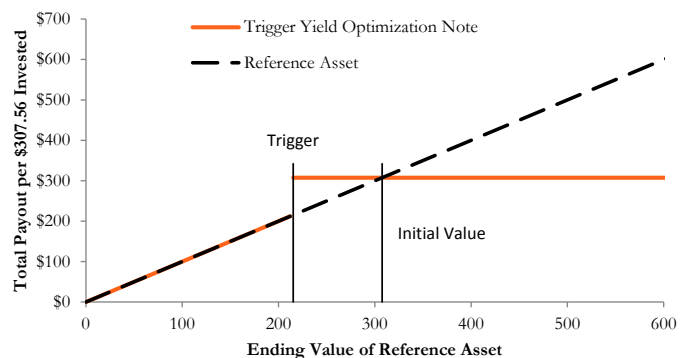 Trigger Yield Optimization Note
Reference Asset
$700
$600
$500
$400
$300
$200
$100
$0
Total Payout per $307.56 Invested
Trigger
Initial Value
0
100
200
300
400
500
600
Ending Value of Reference Asset